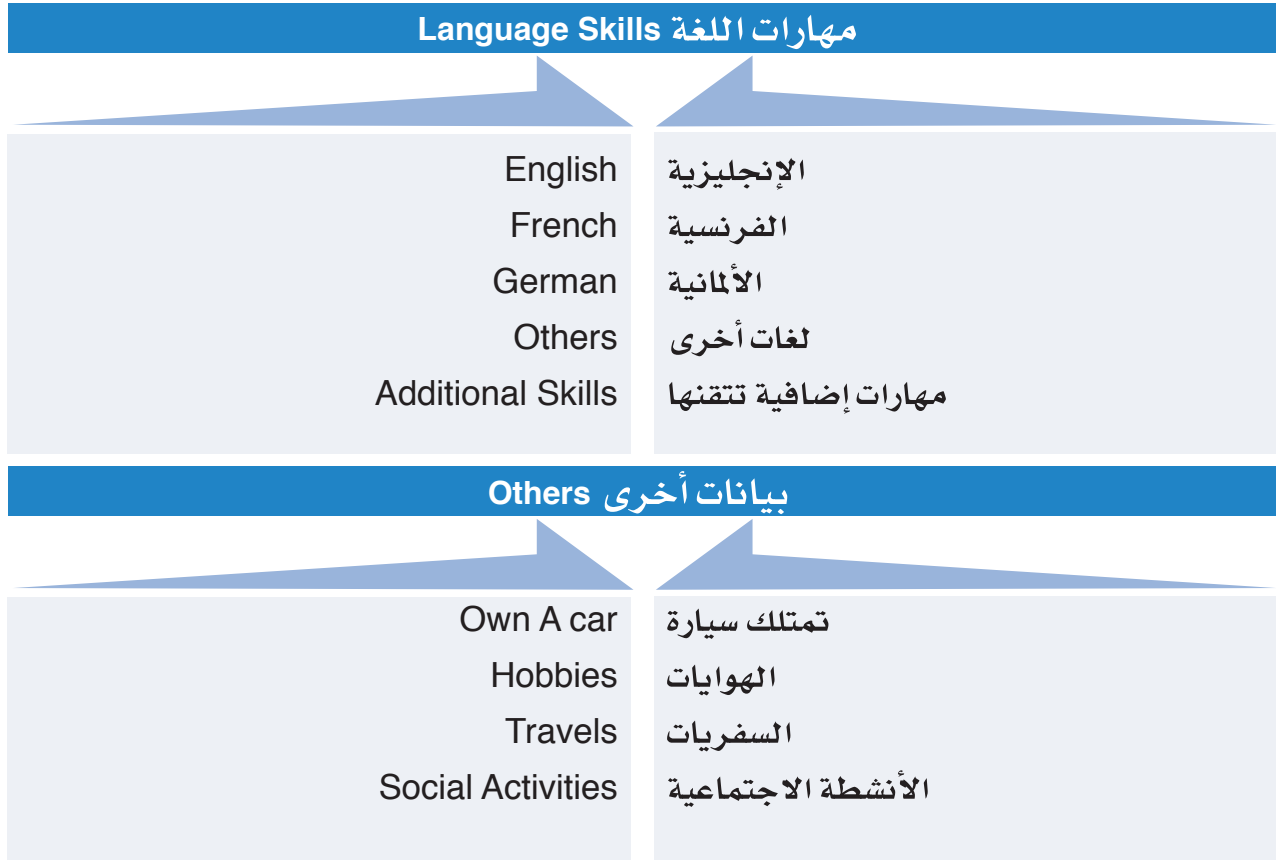 مهارات اللغة Language Skills
English الإنجليزية
French الفرنسية
German الألمانية
Others لغات أخرى
Additional Skills مهارات إضافية تتقنها
بيانات أخرى Others
Own A car تمتلك سيارة
Hobbies الهوايات
Travels السفريات
Social Activities الأنشطة الاجتماعية